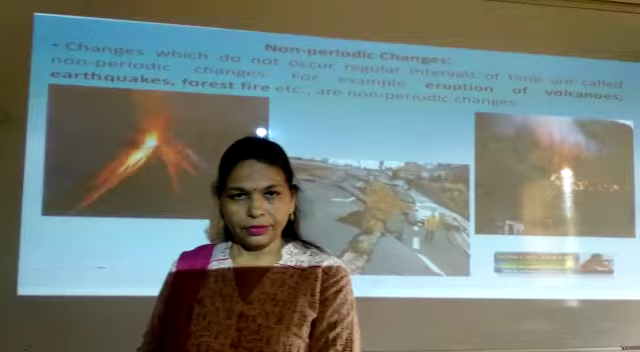 Non-periodic Changes:
• Changes which do not occur regular intervals of time are called
non-periodic changes. For example eruption of volcanoes,
earthquakes, forest fire etc., are non-periodic changes.